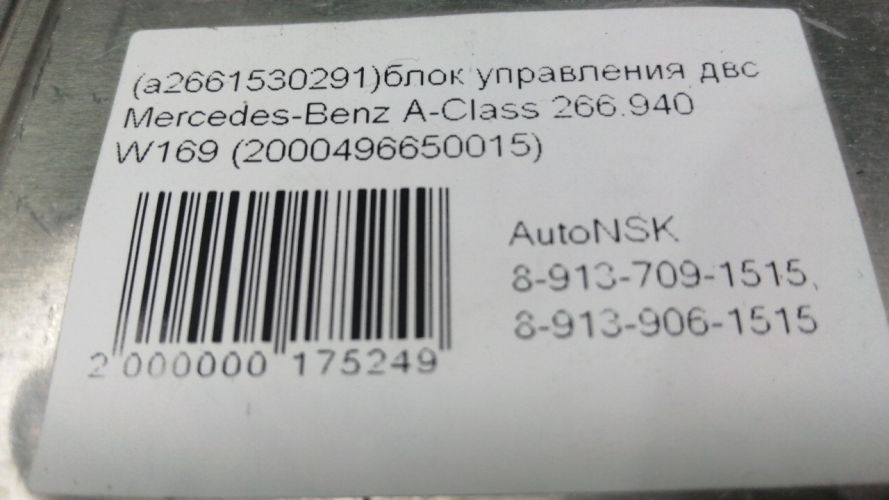 (a2661530291)блок управления двс
Mercedes-Benz A-Class 266.940
W169 (2000496650015)
AutoNSK
8-913-709-1515,
8-913-906-1515
2 000000 175249